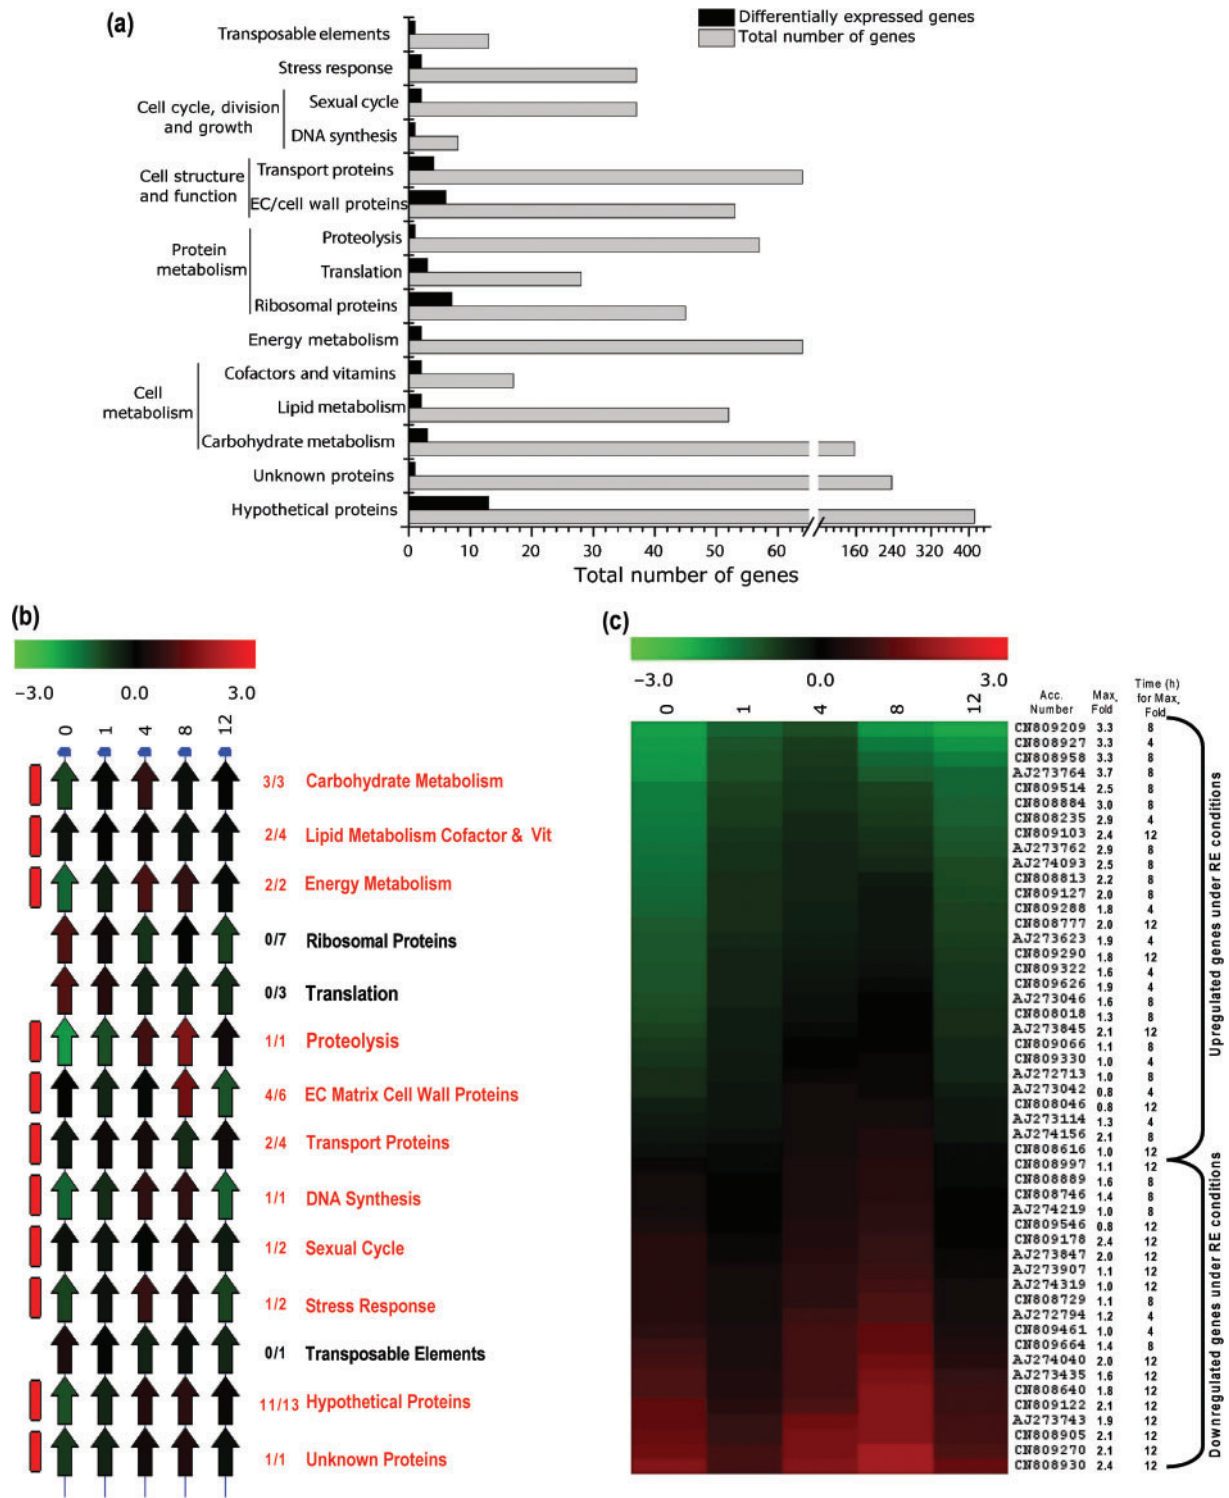 (a)
Differentially expressed genes
Total number of genes
Transposable elements
Stress response
Cell cycle, division
and growth
Sexual cycle
DNA synthesis
Cell structure
and function
Transport proteins
EC/cell wall proteins
Protein
metabolism
Proteolysis
Translation
Ribosomal proteins
Energy metabolism
Cell
metabolism
Cofactors and vitamins
Lipid metabolism
Carbohydrate metabolism
Unknown proteins
Hypothetical proteins
0 10 20 30 40 50 60 160 240 320 400
Total number of genes
(b)
−3.0 0.0 3.0
0 1 4 8 12
3/3 Carbohydrate Metabolism
2/4 Lipid Metabolism Cofactor & Vit
2/2 Energy Metabolism
0/7 Ribosomal Proteins
0/3 Translation
1/1 Proteolysis
4/6 EC Matrix Cell Wall Proteins
2/4 Transport Proteins
1/1 DNA Synthesis
1/2 Sexual Cycle
1/2 Stress Response
0/1 Transposable Elements
11/13 Hypothetical Proteins
1/1 Unknown Proteins
(c)
−3.0 0.0 3.0
0 1 4 8 12
Acc. Number
Max. Fold
Time (h) for Max. Fold
CN809209 3.3 8
CN808927 3.3 4
CN808958 3.3 8
AJ273764 3.7 8
CN809514 2.5 8
CN808884 3.0 8
CN808235 2.9 4
CN809103 2.4 12
AJ273762 2.9 8
AJ274093 2.5 8
CN808813 2.2 8
CN809127 2.0 8
CN809288 1.8 4
CN808777 2.0 12
AJ273623 1.9 4
CN809290 1.8 12
CN809322 1.6 4
CN809626 1.9 4
AJ273046 1.6 8
CN808018 1.3 8
AJ273845 2.1 12
CN809066 1.1 8
CN809330 1.0 4
AJ272713 1.0 8
AJ273042 0.8 4
CN808046 0.8 12
AJ273114 1.3 4
AJ274156 2.1 8
CN808616 1.0 12
CN808997 1.1 12
CN808889 1.6 8
CN808746 1.4 8
AJ274219 1.0 8
CN809546 0.8 12
CN809178 2.4 12
AJ273847 2.0 12
AJ273907 1.1 12
AJ274319 1.0 12
CN808729 1.1 8
AJ272794 1.2 4
CN809461 1.0 4
CN809664 1.4 8
AJ274040 2.0 12
AJ273435 1.6 12
CN808640 1.8 12
CN809122 2.1 12
AJ273743 1.9 12
CN808905 2.1 12
CN809270 2.1 12
CN808930 2.4 12
Upregulated genes under RE conditions
Downregulated genes under RE conditions